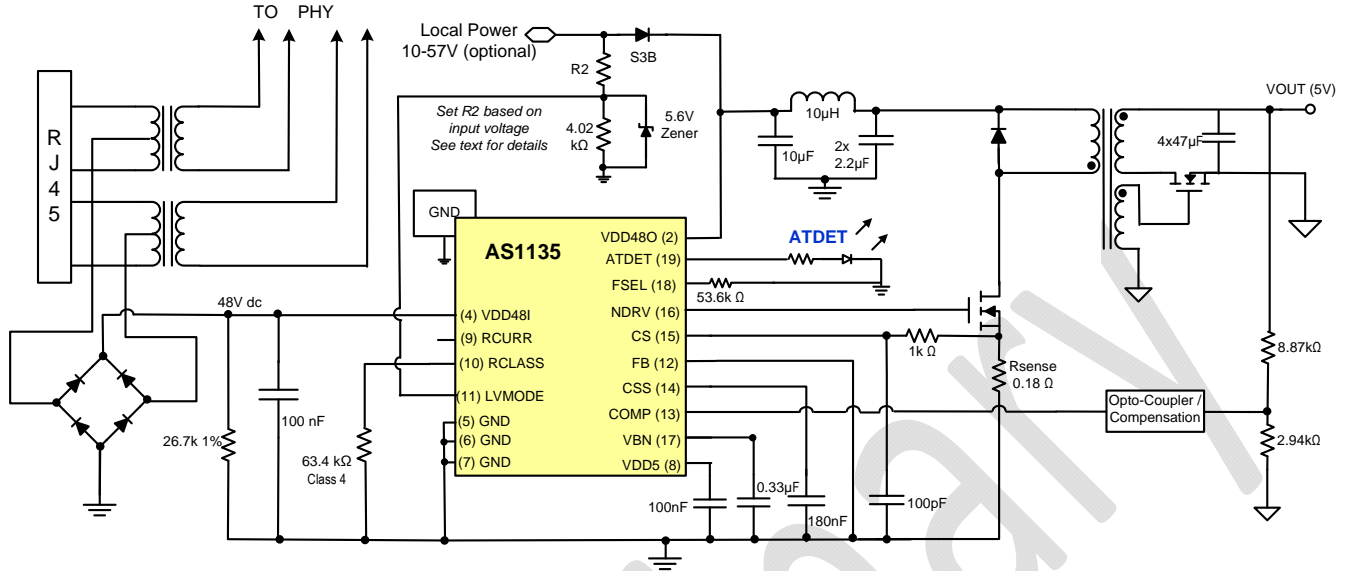 TO PHY
Local Power
10-57V (optional)
S3B
R2
VOUT (5V)
R
J
4
5
Set R2 based on
input voltage
See text for details
4.02
kΩ
5.6V
Zener
10µH
10µF
2x
2.2µF
4x47µF
GND
AS1135
VDD48O (2)
ATDET (19)
FSEL (18)
NDRV (16)
CS (15)
FB (12)
CSS (14)
COMP (13)
VBN (17)
VDD5 (8)
(4) VDD48I
(9) RCURR
(10) RCLASS
(11) LVMODE
(5) GND
(6) GND
(7) GND
ATDET
53.6k Ω
48V dc
1k Ω
Rsense
0.18 Ω
8.87kΩ
Opto-Coupler /
Compensation
2.94kΩ
26.7k 1%
100 nF
63.4 kΩ
Class 4
100nF
0.33µF
180nF
100pF